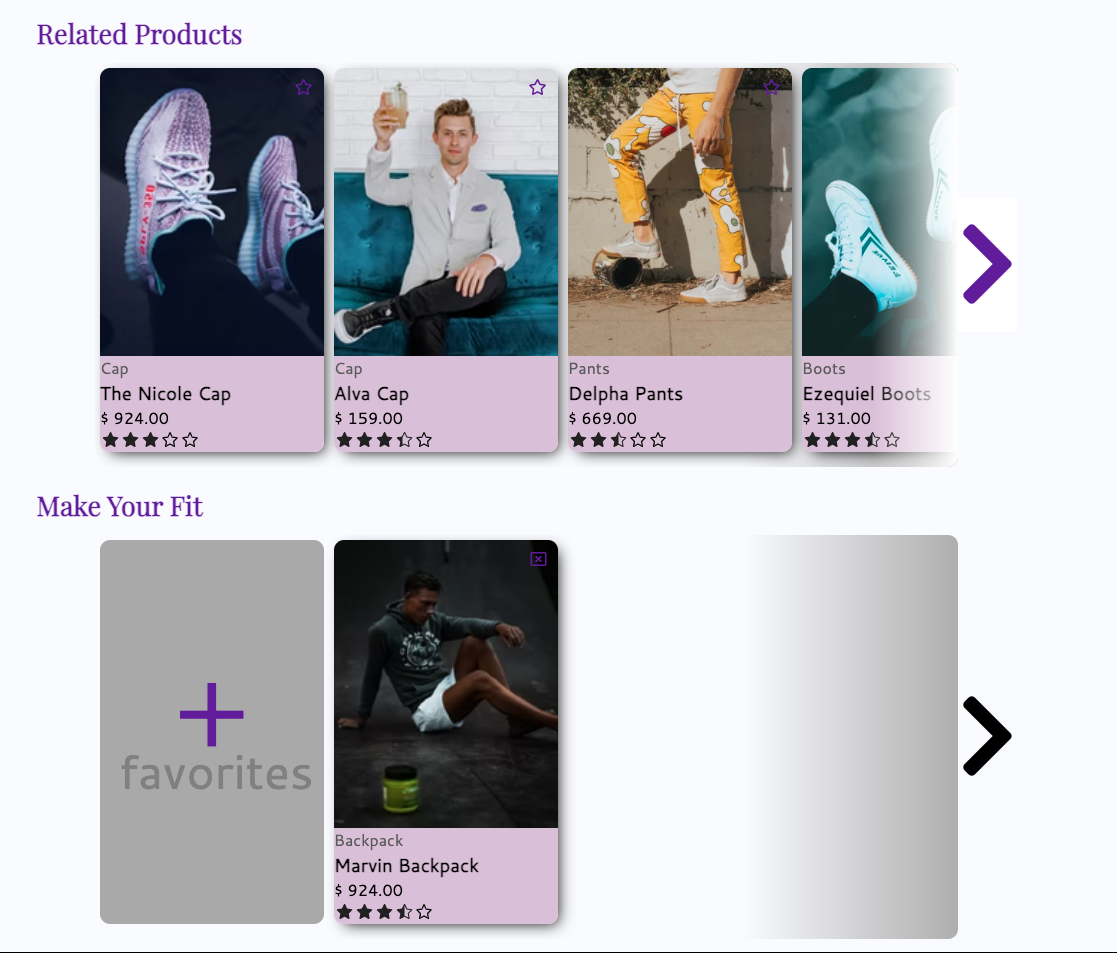 Related Products
Cap
The Nicole Cap
$ 924.00
Cap
Alva Cap
$ 159.00
Pants
Delpha Pants
$ 669.00
Boots
Ezequiel Boots
$ 131.00
Make Your Fit
+
favorites
Backpack
Marvin Backpack
$ 924.00